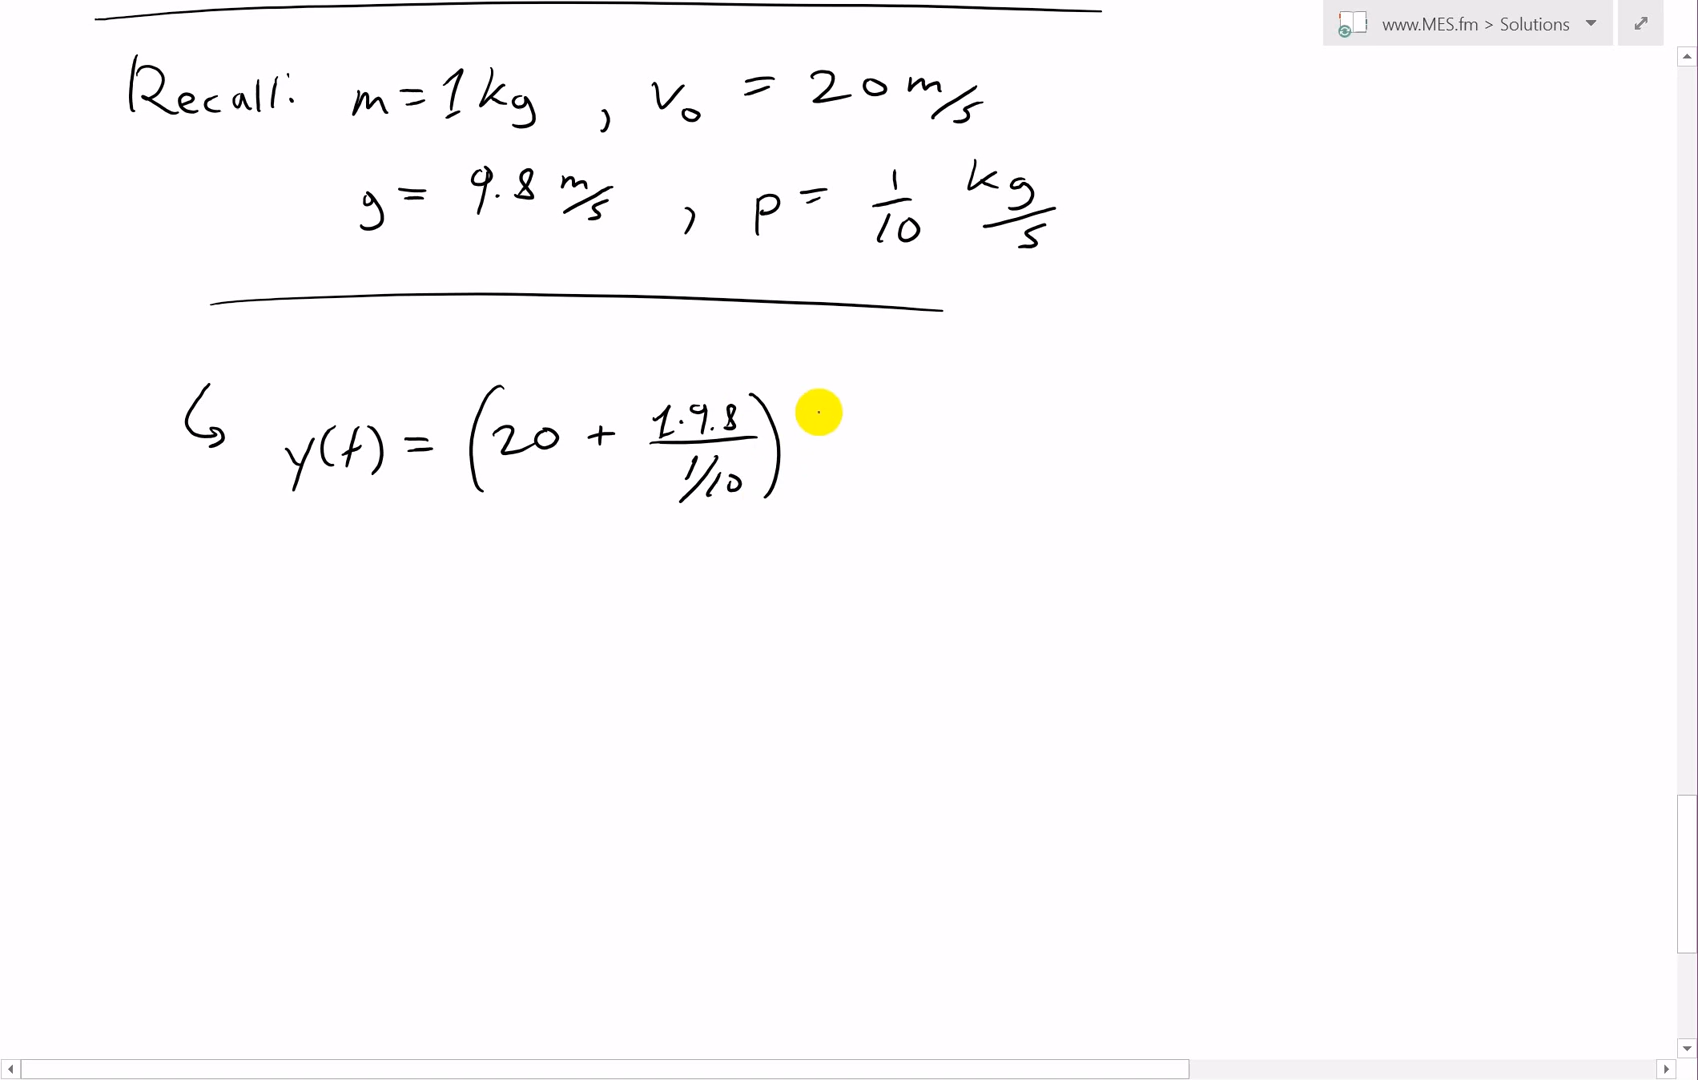 www.MES.fm > Solutions
Recall: m = 1 kg , v₀ = 20 m/s
g = 9.8 m/s , p = 1/10 kg/s
y(t) = (20 + (1·9.8)/(1/10))